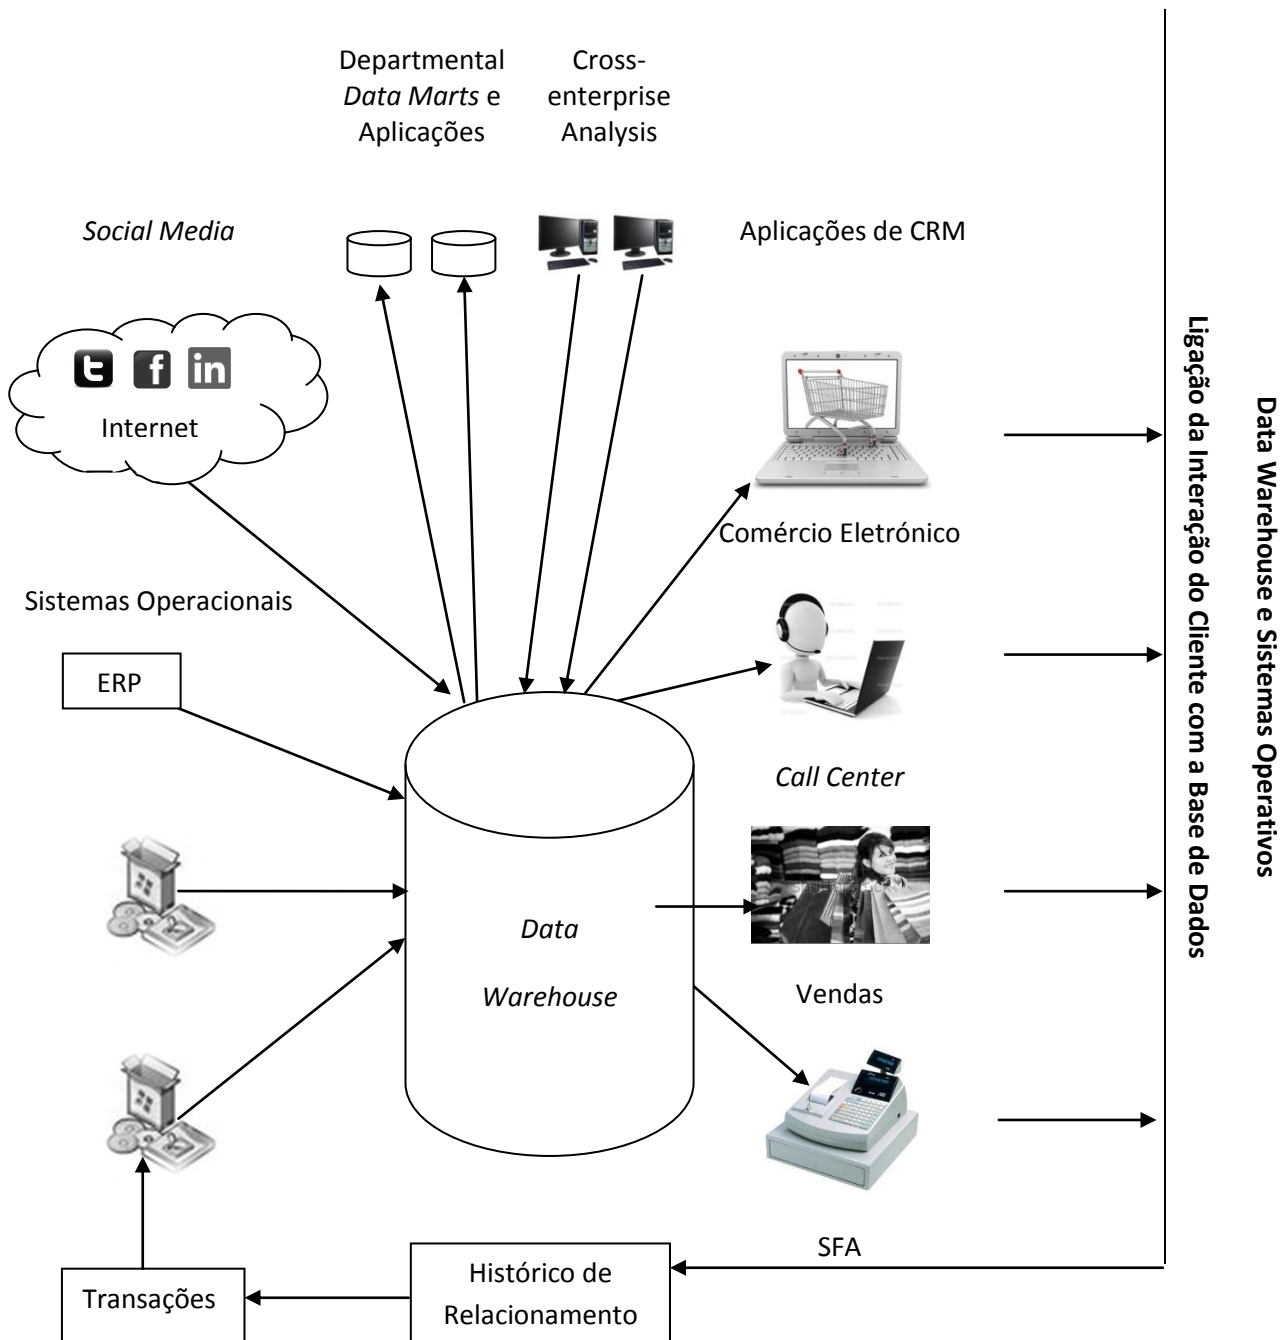 Departmental
Data Marts e
Aplicações
Cross-
enterprise
Analysis
Social Media
Aplicações de CRM
t f in
Internet
Comércio Eletrónico
Sistemas Operacionais
ERP
Call Center
Data
Warehouse
Vendas
SFA
Histórico de
Relacionamento
Transações
Ligação da Interação do Cliente com a Base de Dados
Data Warehouse e Sistemas Operativos